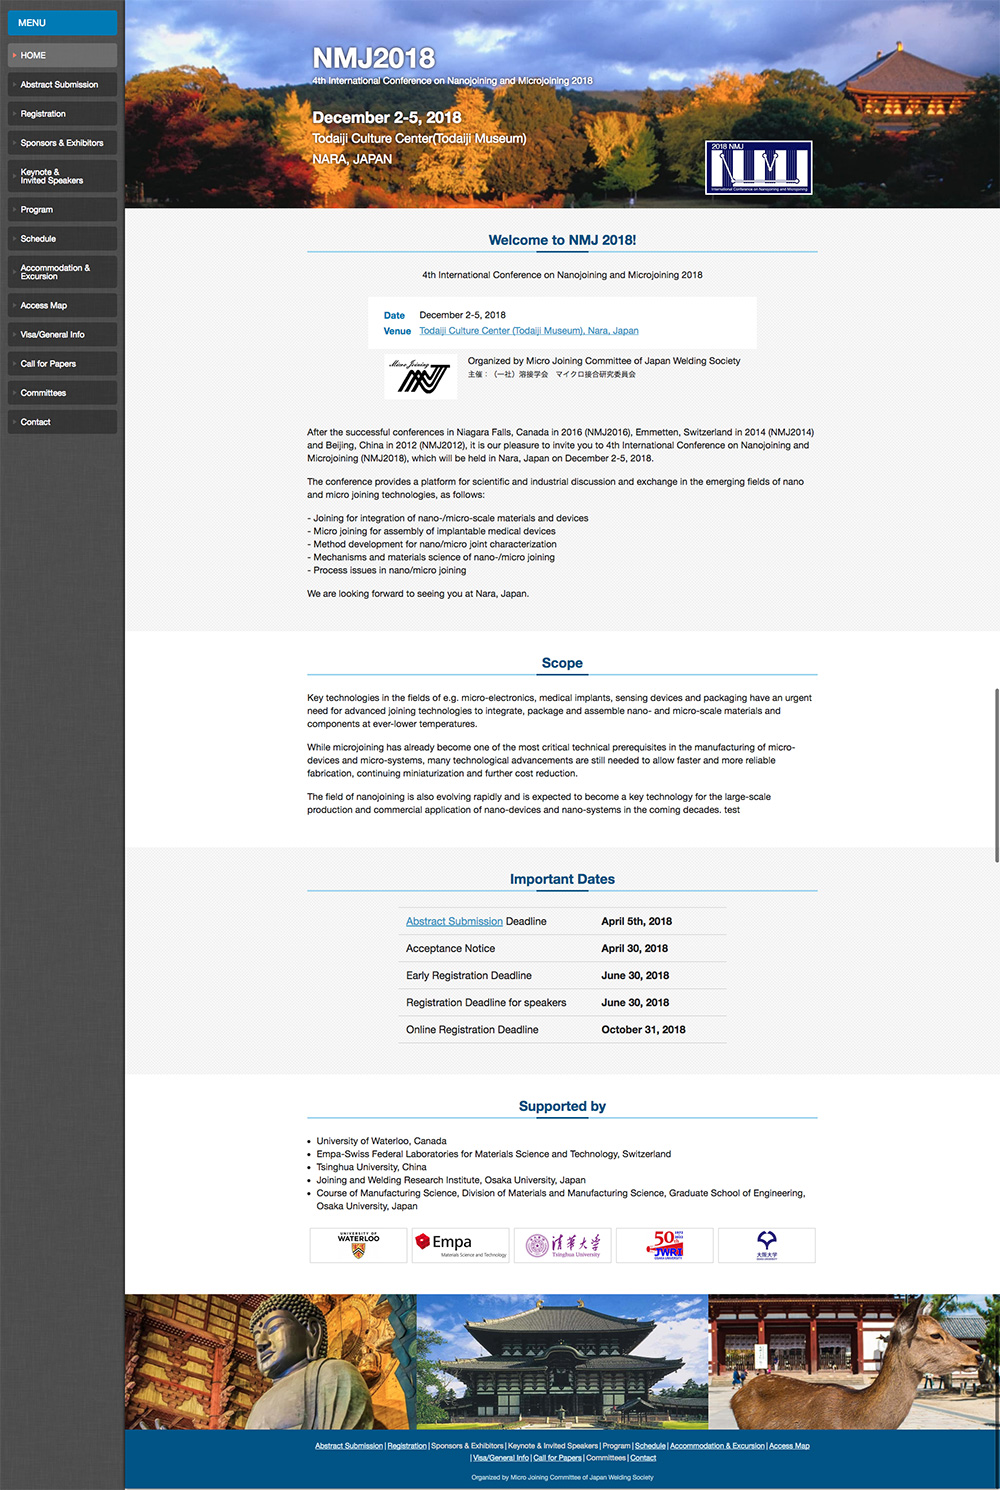 MENU
HOME
Abstract Submission
Registration
Sponsors & Exhibitors
Keynote &
Invited Speakers
Program
Schedule
Accommodation &
Excursion
Access Map
Visa/General Info
Call for Papers
Committees
Contact
NMJ2018
4th International Conference on Nanojoining and Microjoining 2018
December 2-5, 2018
Todaiji Culture Center(Todaiji Museum)
NARA, JAPAN
2018 NMJ
NMJ
International Conference on Nanojoining and Microjoining
Welcome to NMJ 2018!
4th International Conference on Nanojoining and Microjoining 2018
Date December 2-5, 2018
Venue Todaiji Culture Center (Todaiji Museum), Nara, Japan
Micro Joining
Organized by Micro Joining Committee of Japan Welding Society
主催：（一社）溶接学会　マイクロ接合研究委員会
After the successful conferences in Niagara Falls, Canada in 2016 (NMJ2016), Emmetten, Switzerland in 2014 (NMJ2014)
and Beijing, China in 2012 (NMJ2012), it is our pleasure to invite you to 4th International Conference on Nanojoining and
Microjoining (NMJ2018), which will be held in Nara, Japan on December 2-5, 2018.
The conference provides a platform for scientific and industrial discussion and exchange in the emerging fields of nano
and micro joining technologies, as follows:
- Joining for integration of nano-/micro-scale materials and devices
- Micro joining for assembly of implantable medical devices
- Method development for nano/micro joint characterization
- Mechanisms and materials science of nano-/micro joining
- Process issues in nano/micro joining
We are looking forward to seeing you at Nara, Japan.
Scope
Key technologies in the fields of e.g. micro-electronics, medical implants, sensing devices and packaging have an urgent
need for advanced joining technologies to integrate, package and assemble nano- and micro-scale materials and
components at ever-lower temperatures.
While microjoining has already become one of the most critical technical prerequisites in the manufacturing of micro-
devices and micro-systems, many technological advancements are still needed to allow faster and more reliable
fabrication, continuing miniaturization and further cost reduction.
The field of nanojoining is also evolving rapidly and is expected to become a key technology for the large-scale
production and commercial application of nano-devices and nano-systems in the coming decades. test
Important Dates
Abstract Submission Deadline April 5th, 2018
Acceptance Notice April 30, 2018
Early Registration Deadline June 30, 2018
Registration Deadline for speakers June 30, 2018
Online Registration Deadline October 31, 2018
Supported by
• University of Waterloo, Canada
• Empa-Swiss Federal Laboratories for Materials Science and Technology, Switzerland
• Tsinghua University, China
• Joining and Welding Research Institute, Osaka University, Japan
• Course of Manufacturing Science, Division of Materials and Manufacturing Science, Graduate School of Engineering,
Osaka University, Japan
UNIVERSITY OF
WATERLOO
Empa
Materials Science and Technology
清華大学
Tsinghua University
50
JWRI
OSAKA UNIVERSITY
大阪大学
OSAKA UNIVERSITY
Abstract Submission | Registration | Sponsors & Exhibitors | Keynote & Invited Speakers | Program | Schedule | Accommodation & Excursion | Access Map
| Visa/General Info | Call for Papers | Committees | Contact
Organized by Micro Joining Committee of Japan Welding Society